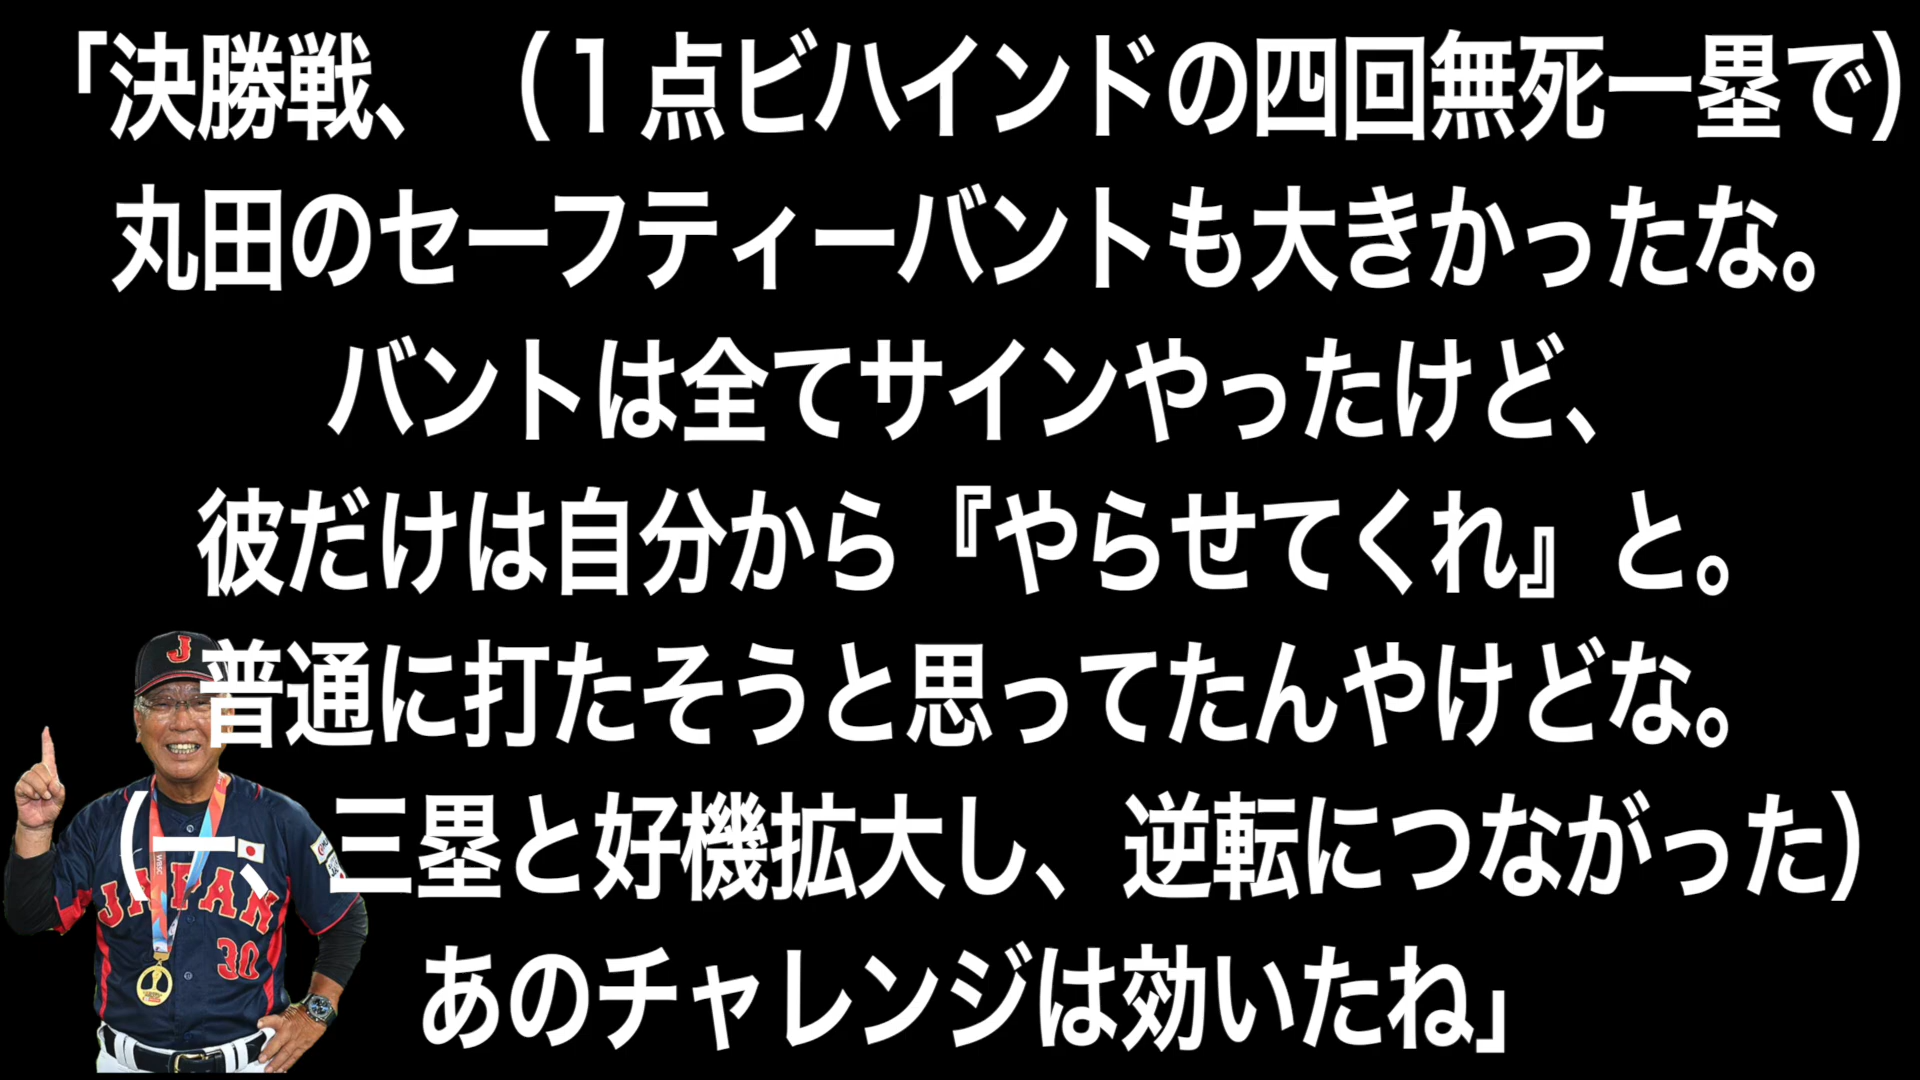 「決勝戦、（１点ビハインドの四回無死一塁で）
丸田のセーフティーバントも大きかったな。
バントは全てサインやったけど、
彼だけは自分から『やらせてくれ』と。
普通に打たそうと思ってたんやけどな。
（一、三塁と好機拡大し、逆転につながった）
あのチャレンジは効いたね」
J
JAPAN
30